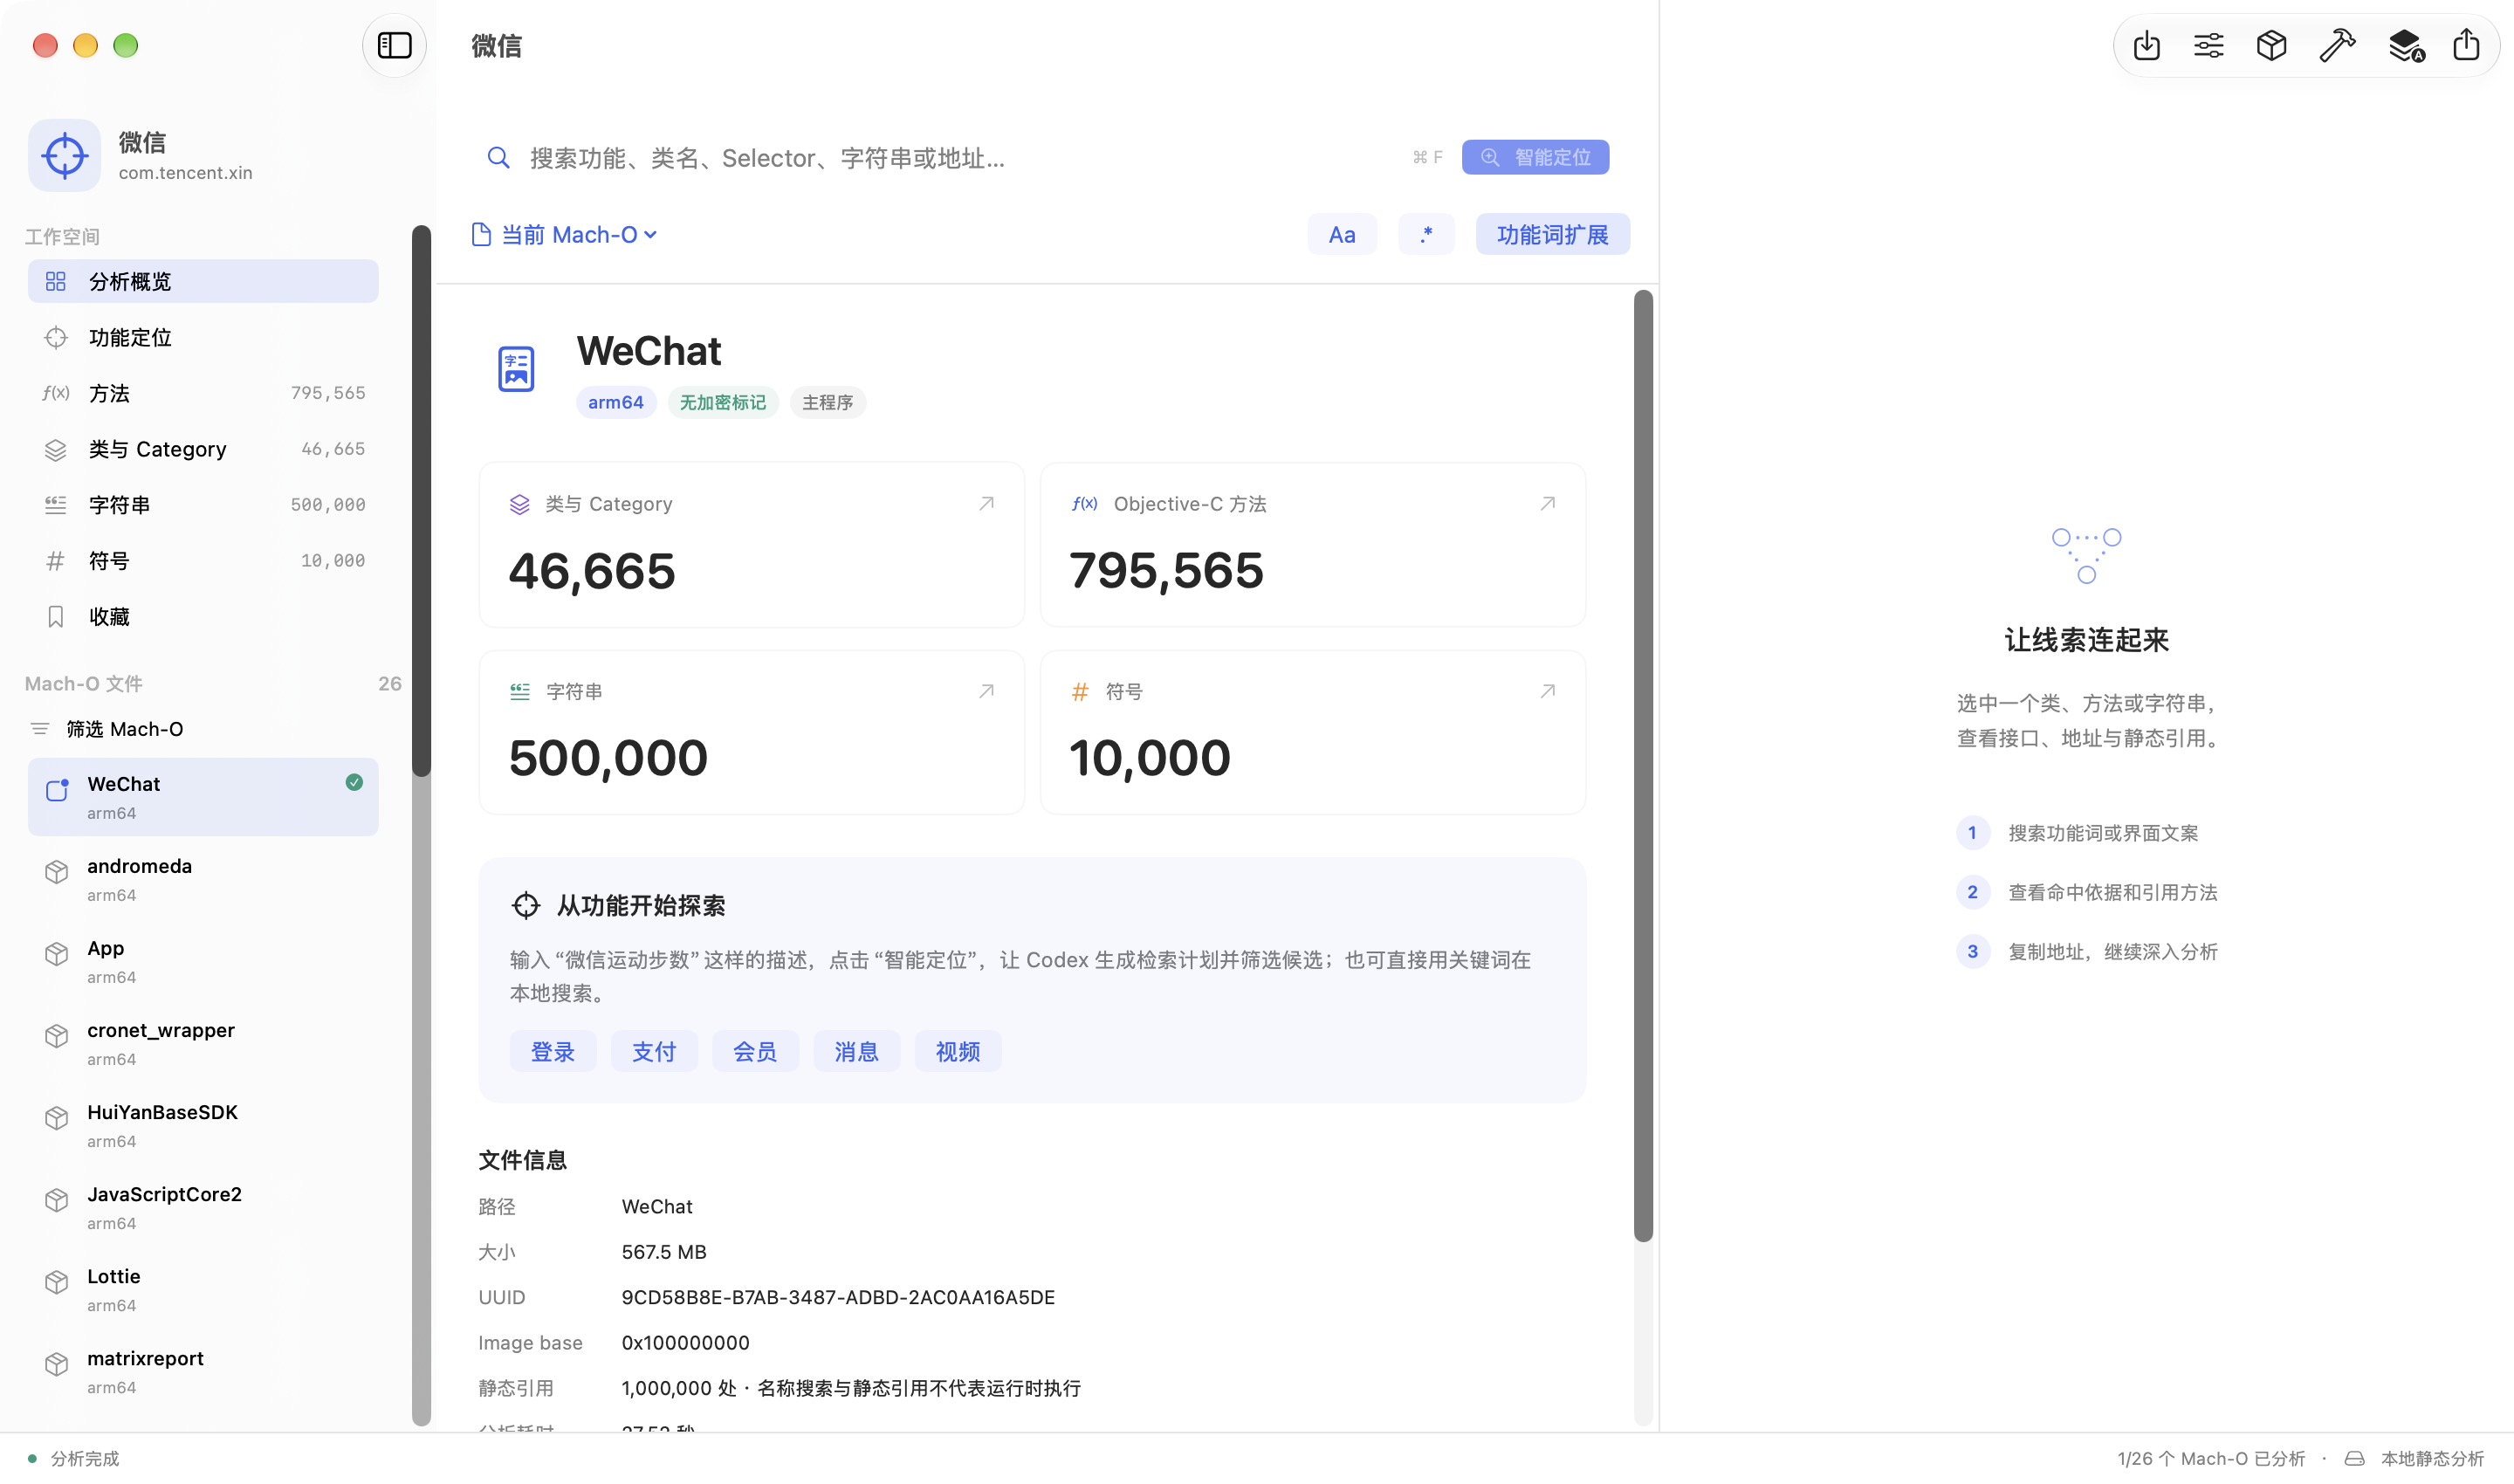 微信
微信
com.tencent.xin
工作空间
分析概览
功能定位
f(x) 方法 795,565
类与 Category 46,665
字符串 500,000
# 符号 10,000
收藏
Mach-O 文件 26
筛选 Mach-O
WeChat
arm64
andromeda
arm64
App
arm64
cronet_wrapper
arm64
HuiYanBaseSDK
arm64
JavaScriptCore2
arm64
Lottie
arm64
matrixreport
arm64
搜索功能、类名、Selector、字符串或地址...
⌘ F
智能定位
当前 Mach-O
Aa
.*
功能词扩展
字
WeChat
arm64 无加密标记 主程序
类与 Category
46,665
f(x) Objective-C 方法
795,565
字符串
500,000
# 符号
10,000
从功能开始探索
输入“微信运动步数”这样的描述，点击“智能定位”，让 Codex 生成检索计划并筛选候选；也可直接用关键词在
本地搜索。
登录 支付 会员 消息 视频
文件信息
路径 WeChat
大小 567.5 MB
UUID 9CD58B8E-B7AB-3487-ADBD-2AC0AA16A5DE
Image base 0x100000000
静态引用 1,000,000 处 · 名称搜索与静态引用不代表运行时执行
A
让线索连起来
选中一个类、方法或字符串，
查看接口、地址与静态引用。
1 搜索功能词或界面文案
2 查看命中依据和引用方法
3 复制地址，继续深入分析
分析完成
1/26 个 Mach-O 已分析 · 本地静态分析